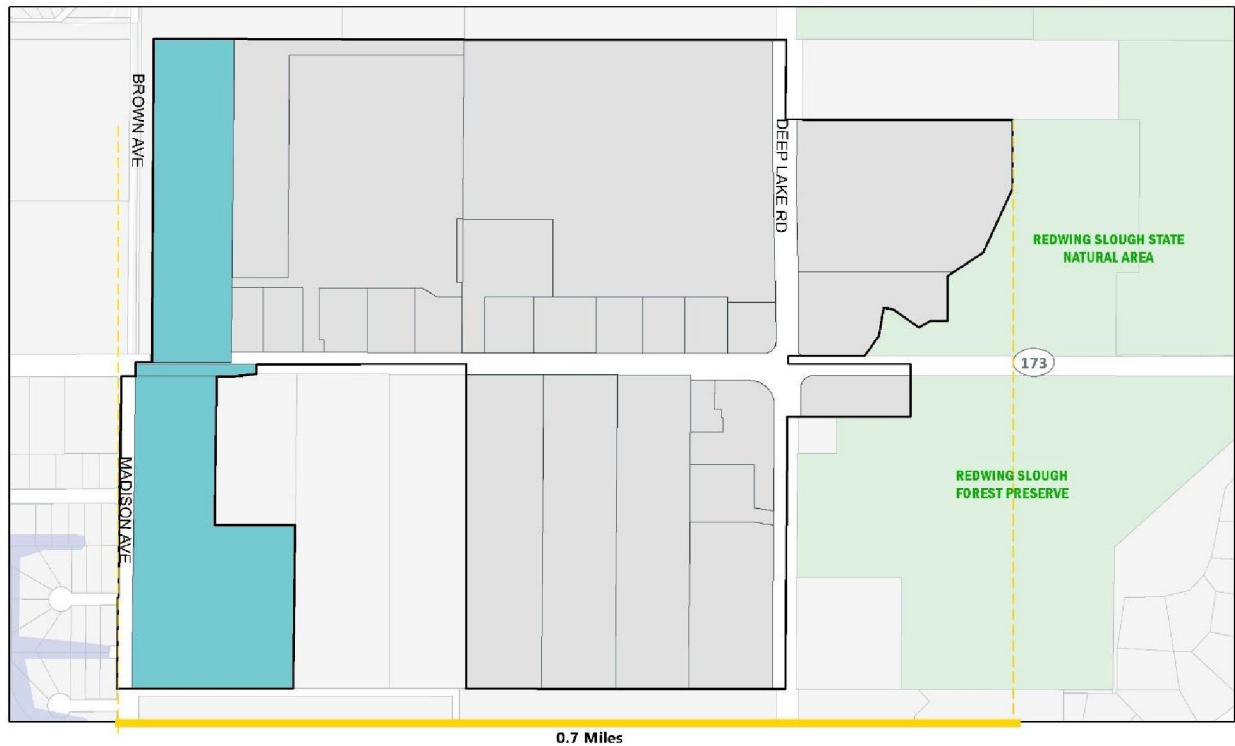 BROWN AVE
DEEP LAKE RD
REDWING SLOUGH STATE
NATURAL AREA
173
MADISON AVE
REDWING SLOUGH
FOREST PRESERVE
0.7 Miles